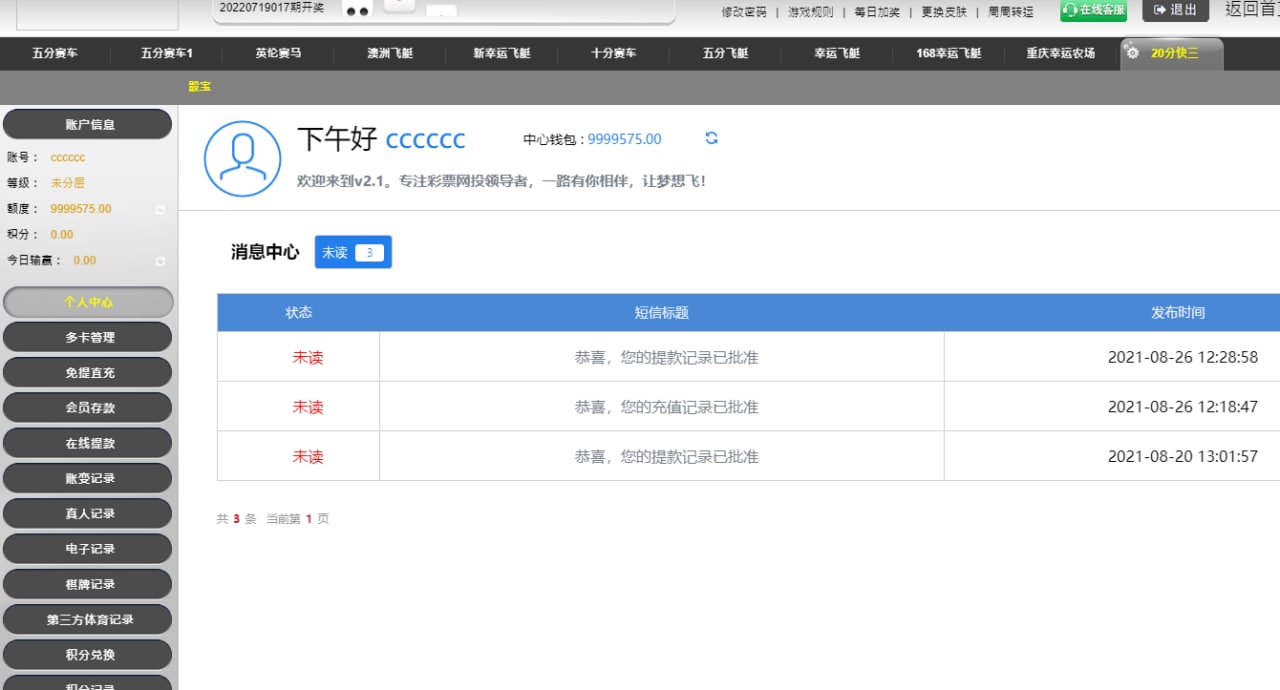 20220719017期开奖
修改密码 | 游戏规则 | 每日加奖 | 更换皮肤 | 周周转运
在线客服
退出
返回首
五分赛车 五分赛车1 英伦赛马 澳洲飞艇 新幸运飞艇 十分赛车 五分飞艇 幸运飞艇 168幸运飞艇 重庆幸运农场 20分快三
骰宝
账户信息
账号： cccccc
等级： 未分层
额度： 9999575.00
积分： 0.00
今日输赢： 0.00
个人中心
多卡管理
免提直充
会员存款
在线提款
账变记录
真人记录
电子记录
棋牌记录
第三方体育记录
积分兑换
积分记录
下午好 cccccc
中心钱包 : 9999575.00
欢迎来到v2.1。专注彩票网投领导者，一路有你相伴，让梦想飞！
消息中心 未读 3
状态 短信标题 发布时间
未读 恭喜，您的提款记录已批准 2021-08-26 12:28:58
未读 恭喜，您的充值记录已批准 2021-08-26 12:18:47
未读 恭喜，您的提款记录已批准 2021-08-20 13:01:57
共 3 条 当前第 1 页